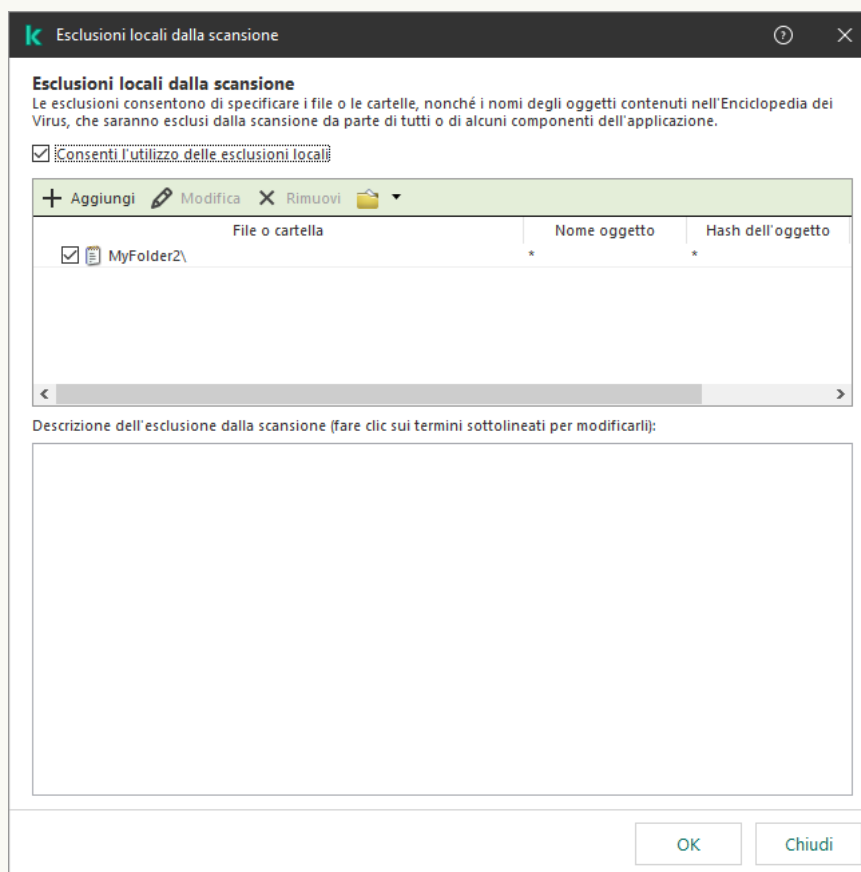 Esclusioni locali dalla scansione
Esclusioni locali dalla scansione
Le esclusioni consentono di specificare i file o le cartelle, nonché i nomi degli oggetti contenuti nell'Enciclopedia dei
Virus, che saranno esclusi dalla scansione da parte di tutti o di alcuni componenti dell'applicazione.
Consenti l'utilizzo delle esclusioni locali
Aggiungi Modifica Rimuovi
File o cartella Nome oggetto Hash dell'oggetto
MyFolder2\ * *
Descrizione dell'esclusione dalla scansione (fare clic sui termini sottolineati per modificarli):
OK Chiudi